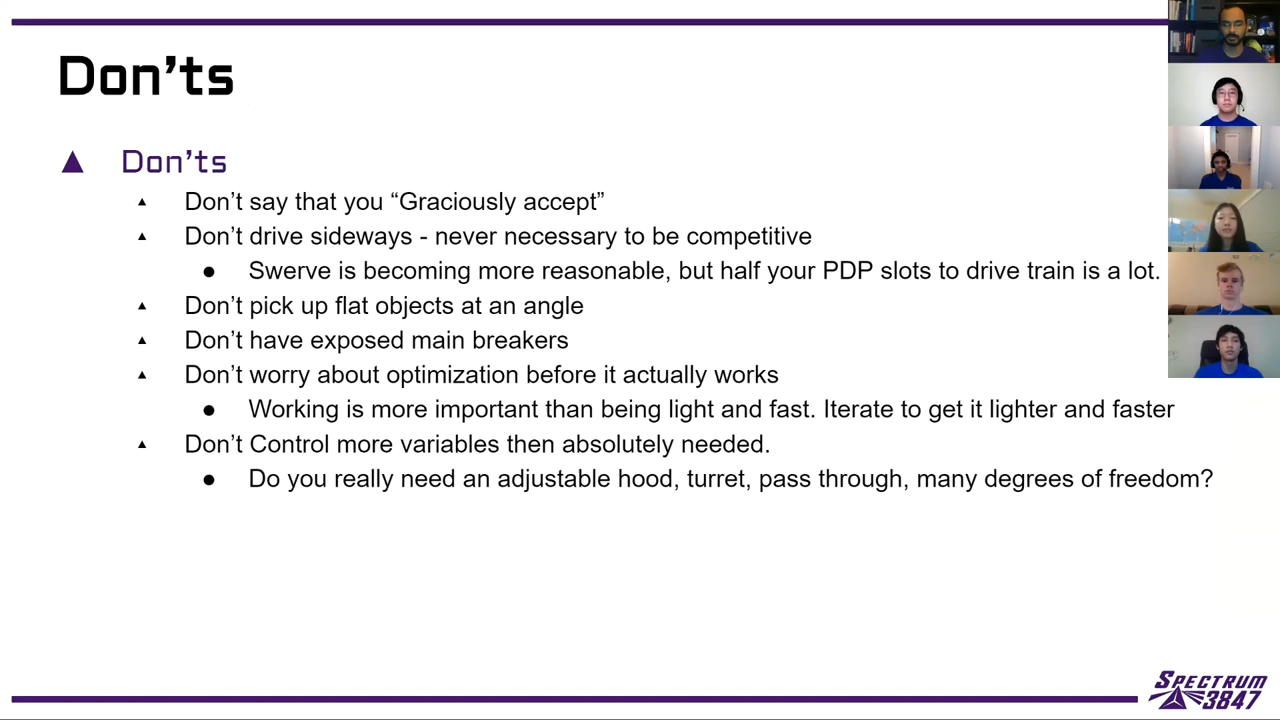 Don'ts
Don'ts
Don't say that you “Graciously accept”
Don't drive sideways - never necessary to be competitive
Swerve is becoming more reasonable, but half your PDP slots to drive train is a lot.
Don't pick up flat objects at an angle
Don't have exposed main breakers
Don't worry about optimization before it actually works
Working is more important than being light and fast. Iterate to get it lighter and faster
Don't Control more variables then absolutely needed.
Do you really need an adjustable hood, turret, pass through, many degrees of freedom?
SPECTRUM
3847